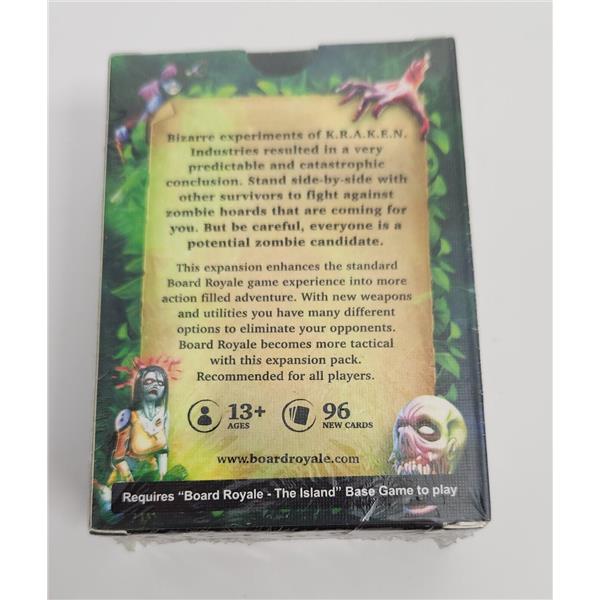 Bizarre experiments of K.R.A.K.E.N.
Industries resulted in a very
predictable and catastrophic
conclusion. Stand side-by-side with
other survivors to fight against
zombie hoards that are coming for
you. But be careful, everyone is a
potential zombie candidate.
This expansion enhances the standard
Board Royale game experience into more
action filled adventure. With new weapons
and utilities you have many different
options to eliminate your opponents.
Board Royale becomes more tactical
with this expansion pack.
Recommended for all players.
13+ 96
AGES NEW CARDS
www.boardroyale.com
Requires "Board Royale - The Island" Base Game to play